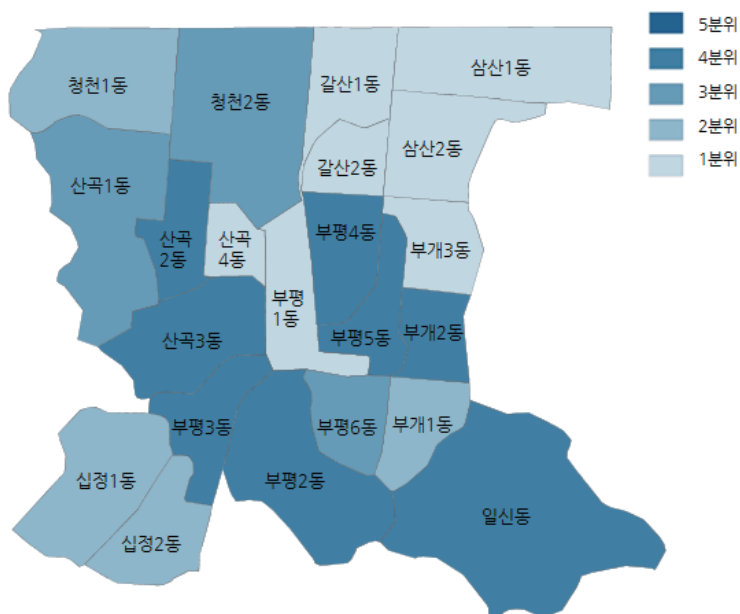 5분위
4분위
3분위
2분위
1분위
청천1동
청천2동
갈산1동
삼산1동
갈산2동
삼산2동
산곡1동
산곡
2동
산곡
4동
부평4동
부개3동
부평
1동
산곡3동
부평5동
부개2동
부평3동
부평6동
부개1동
십정1동
부평2동
일신동
십정2동